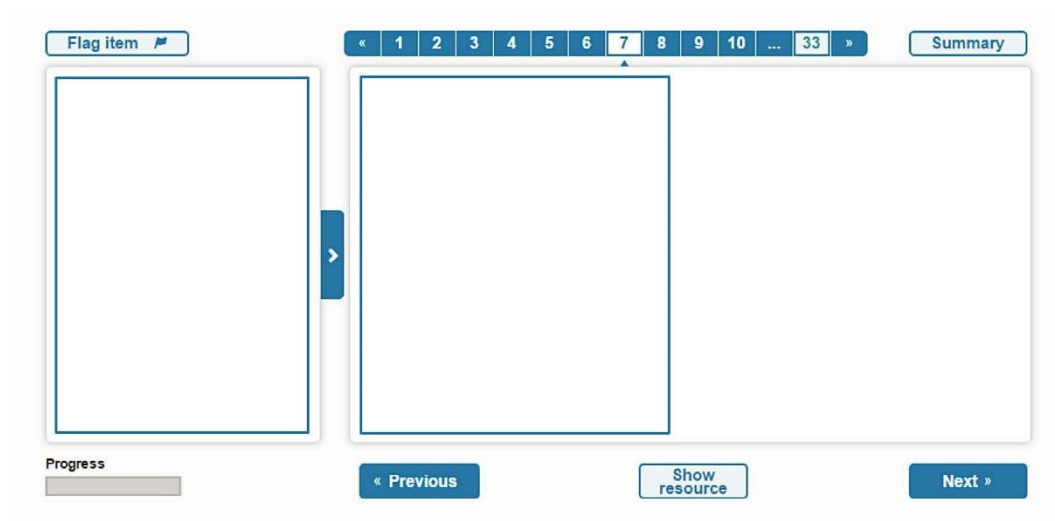 Flag item
« 1 2 3 4 5 6 7 8 9 10 ... 33 »
Summary
Progress
« Previous
Show
resource
Next »